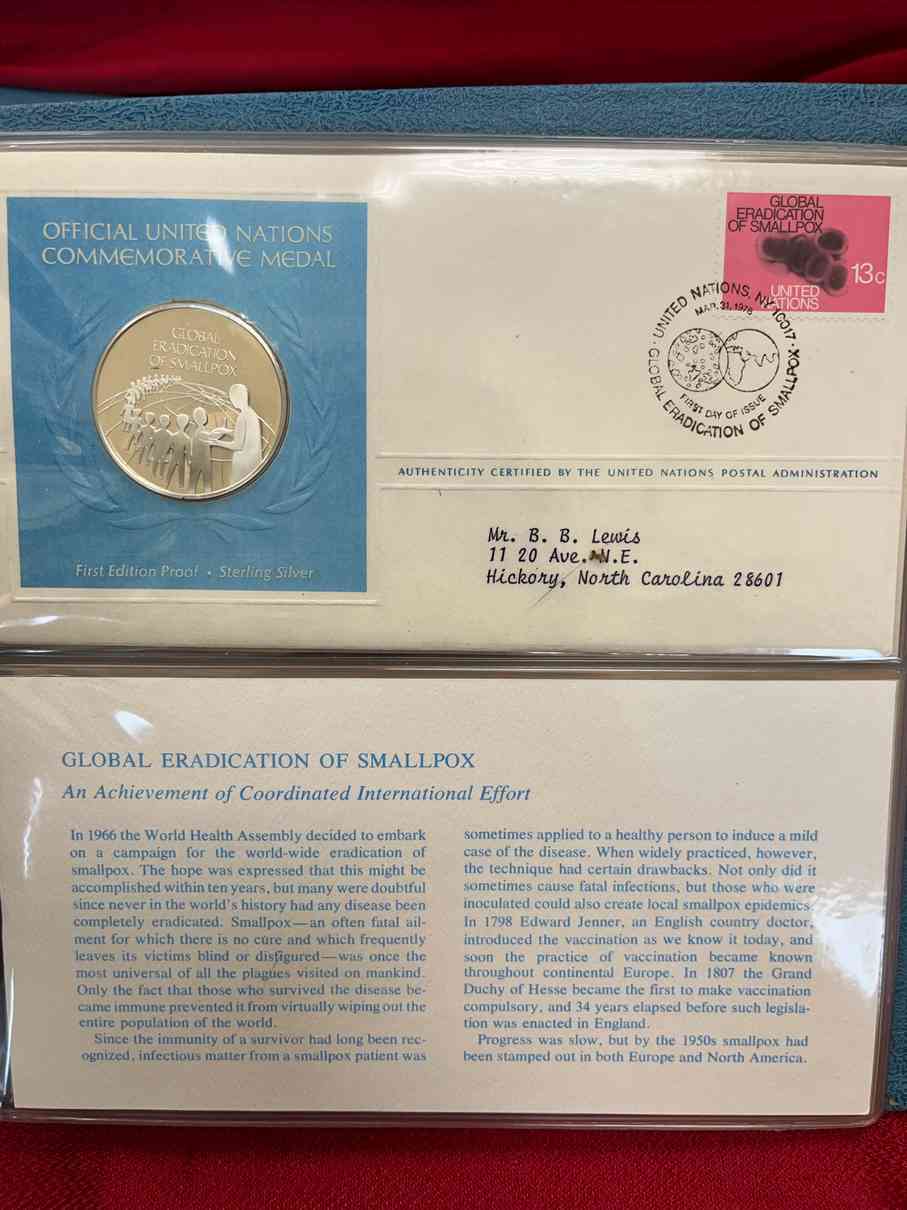 OFFICIAL UNITED NATIONS
COMMEMORATIVE MEDAL
GLOBAL
ERADICATION
OF SMALLPOX
First Edition Proof • Sterling Silver
GLOBAL
ERADICATION
OF SMALLPOX
13c
UNITED
NATIONS
UNITED NATIONS, NY 10017
MAR. 31, 1978
FIRST DAY OF ISSUE
GLOBAL ERADICATION OF SMALLPOX
AUTHENTICITY CERTIFIED BY THE UNITED NATIONS POSTAL ADMINISTRATION
Mr. B. B. Lewis
11 20 Ave. N.E.
Hickory, North Carolina 28601
GLOBAL ERADICATION OF SMALLPOX
An Achievement of Coordinated International Effort
In 1966 the World Health Assembly decided to embark
on a campaign for the world-wide eradication of
smallpox. The hope was expressed that this might be
accomplished within ten years, but many were doubtful
since never in the world's history had any disease been
completely eradicated. Smallpox—an often fatal ail-
ment for which there is no cure and which frequently
leaves its victims blind or disfigured—was once the
most universal of all the plagues visited on mankind.
Only the fact that those who survived the disease be-
came immune prevented it from virtually wiping out the
entire population of the world.
Since the immunity of a survivor had long been rec-
ognized, infectious matter from a smallpox patient was
sometimes applied to a healthy person to induce a mild
case of the disease. When widely practiced, however,
the technique had certain drawbacks. Not only did it
sometimes cause fatal infections, but those who were
inoculated could also create local smallpox epidemics.
In 1798 Edward Jenner, an English country doctor,
introduced the vaccination as we know it today, and
soon the practice of vaccination became known
throughout continental Europe. In 1807 the Grand
Duchy of Hesse became the first to make vaccination
compulsory, and 34 years elapsed before such legisla-
tion was enacted in England.
Progress was slow, but by the 1950s smallpox had
been stamped out in both Europe and North America.